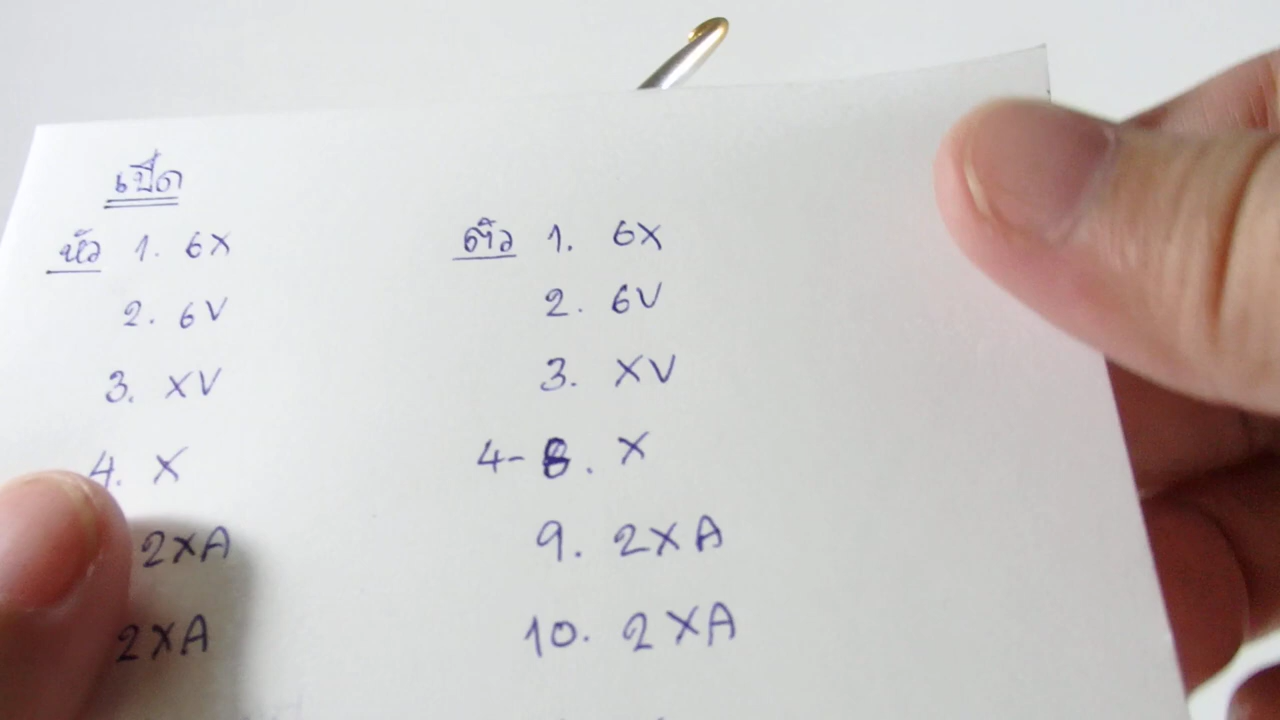 เป็ด
หัว 1. 6X
2. 6V
3. XV
4. X
2XA
2XA
ตัว 1. 6X
2. 6V
3. XV
4-8. X
9. 2XA
10. 2XA